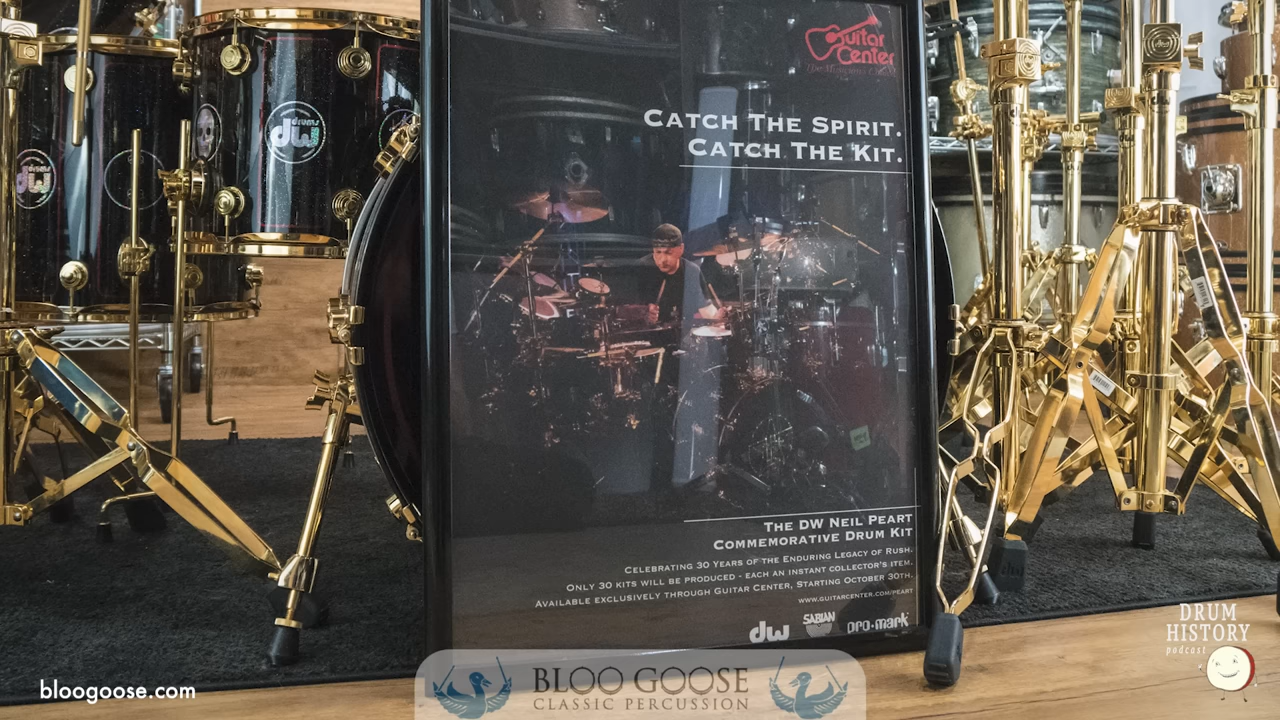 Guitar
Center
CATCH THE SPIRIT.
CATCH THE KIT.
drums
dw
drums
dw
THE DW NEIL PEART
COMMEMORATIVE DRUM KIT
CELEBRATING 30 YEARS OF THE ENDURING LEGACY OF RUSH.
ONLY 30 KITS WILL BE PRODUCED - EACH AN INSTANT COLLECTOR'S ITEM.
AVAILABLE EXCLUSIVELY THROUGH GUITAR CENTER, STARTING OCTOBER 30TH.
WWW.GUITARCENTER.COM/PEART
dw
SABIAN
pro·mark
DRUM
HISTORY
podcast
BLOO GOOSE
CLASSIC PERCUSSION
bloogoose.com